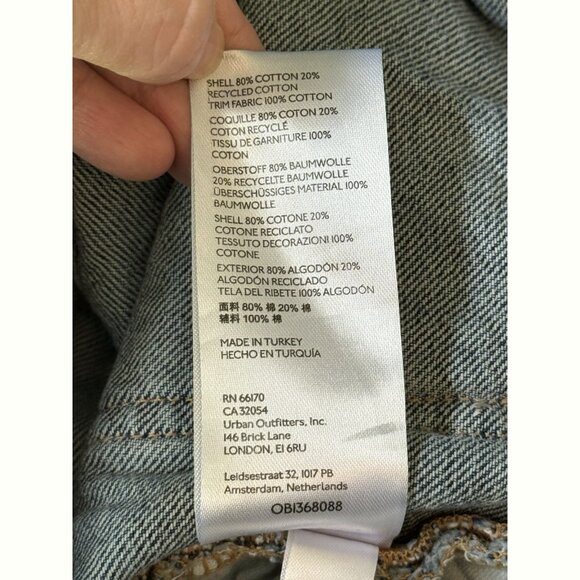 SHELL 80% COTTON 20%
RECYCLED COTTON
TRIM FABRIC 100% COTTON
COQUILLE 80% COTON 20%
COTON RECYCLÉ
TISSU DE GARNITURE 100%
COTON
OBERSTOFF 80% BAUMWOLLE
20% RECYCELTE BAUMWOLLE
ÜBERSCHÜSSIGES MATERIAL 100%
BAUMWOLLE
SHELL 80% COTONE 20%
COTONE RICICLATO
TESSUTO DECORAZIONI 100%
COTONE
EXTERIOR 80% ALGODÓN 20%
ALGODÓN RECICLADO
TELA DEL RIBETE 100% ALGODÓN
面料 80% 棉 20% 棉
辅料 100% 棉
MADE IN TURKEY
HECHO EN TURQUÍA
RN 66170
CA 32054
Urban Outfitters, Inc.
146 Brick Lane
LONDON, E1 6RU
Leidsestraat 32, 1017 PB
Amsterdam, Netherlands
OB1368088